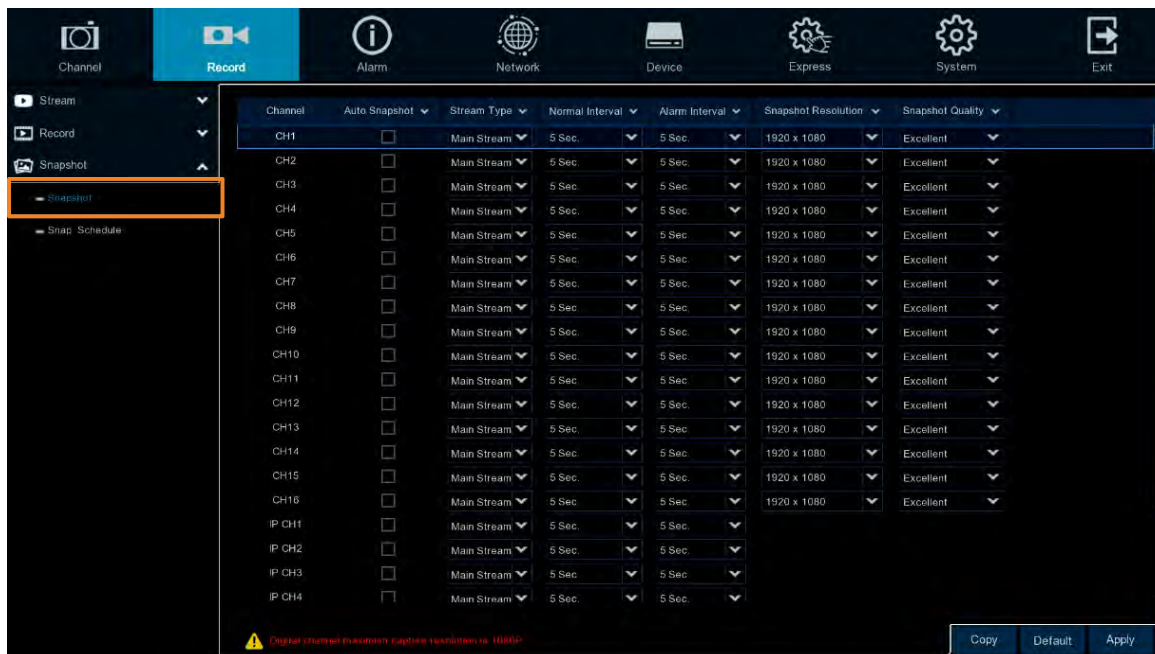 Channel Record Alarm Network Device Express System Exit
Stream
Record
Snapshot
Snapshot
Snap Schedule
Channel Auto Snapshot Stream Type Normal Interval Alarm Interval Snapshot Resolution Snapshot Quality
CH1 Main Stream 5 Sec. 5 Sec. 1920 x 1080 Excellent
CH2 Main Stream 5 Sec. 5 Sec. 1920 x 1080 Excellent
CH3 Main Stream 5 Sec. 5 Sec. 1920 x 1080 Excellent
CH4 Main Stream 5 Sec. 5 Sec. 1920 x 1080 Excellent
CH5 Main Stream 5 Sec. 5 Sec. 1920 x 1080 Excellent
CH6 Main Stream 5 Sec. 5 Sec. 1920 x 1080 Excellent
CH7 Main Stream 5 Sec. 5 Sec. 1920 x 1080 Excellent
CH8 Main Stream 5 Sec. 5 Sec. 1920 x 1080 Excellent
CH9 Main Stream 5 Sec. 5 Sec. 1920 x 1080 Excellent
CH10 Main Stream 5 Sec. 5 Sec. 1920 x 1080 Excellent
CH11 Main Stream 5 Sec. 5 Sec. 1920 x 1080 Excellent
CH12 Main Stream 5 Sec. 5 Sec. 1920 x 1080 Excellent
CH13 Main Stream 5 Sec. 5 Sec. 1920 x 1080 Excellent
CH14 Main Stream 5 Sec. 5 Sec. 1920 x 1080 Excellent
CH15 Main Stream 5 Sec. 5 Sec. 1920 x 1080 Excellent
CH16 Main Stream 5 Sec. 5 Sec. 1920 x 1080 Excellent
IP CH1 Main Stream 5 Sec. 5 Sec.
IP CH2 Main Stream 5 Sec. 5 Sec.
IP CH3 Main Stream 5 Sec. 5 Sec.
IP CH4 Main Stream 5 Sec. 5 Sec.
Digital channel maximum capture resolution is 1080P
Copy Default Apply